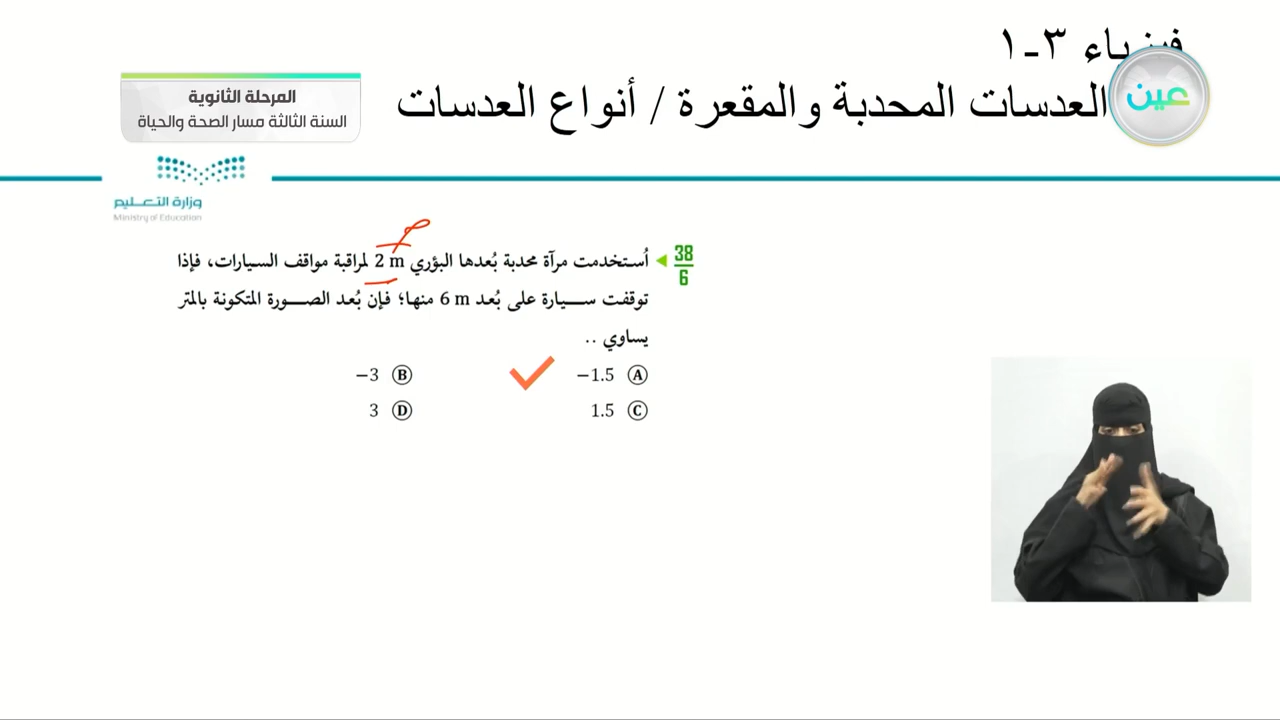 فيزياء ٣-١
العدسات المحدبة والمقعرة / أنواع العدسات
عين
المرحلة الثانوية
السنة الثالثة مسار الصحة والحياة
وزارة التعليم
Ministry of Education
38/6 ◄ اُستخدمت مرآة محدبة بُعدها البؤري 2 m لمراقبة مواقف السيارات، فإذا
توقفت سيارة على بُعد 6 m منها؛ فإن بُعد الصورة المتكونة بالمتر
يساوي ..
Ⓐ −1.5 Ⓑ −3
Ⓒ 1.5 Ⓓ 3